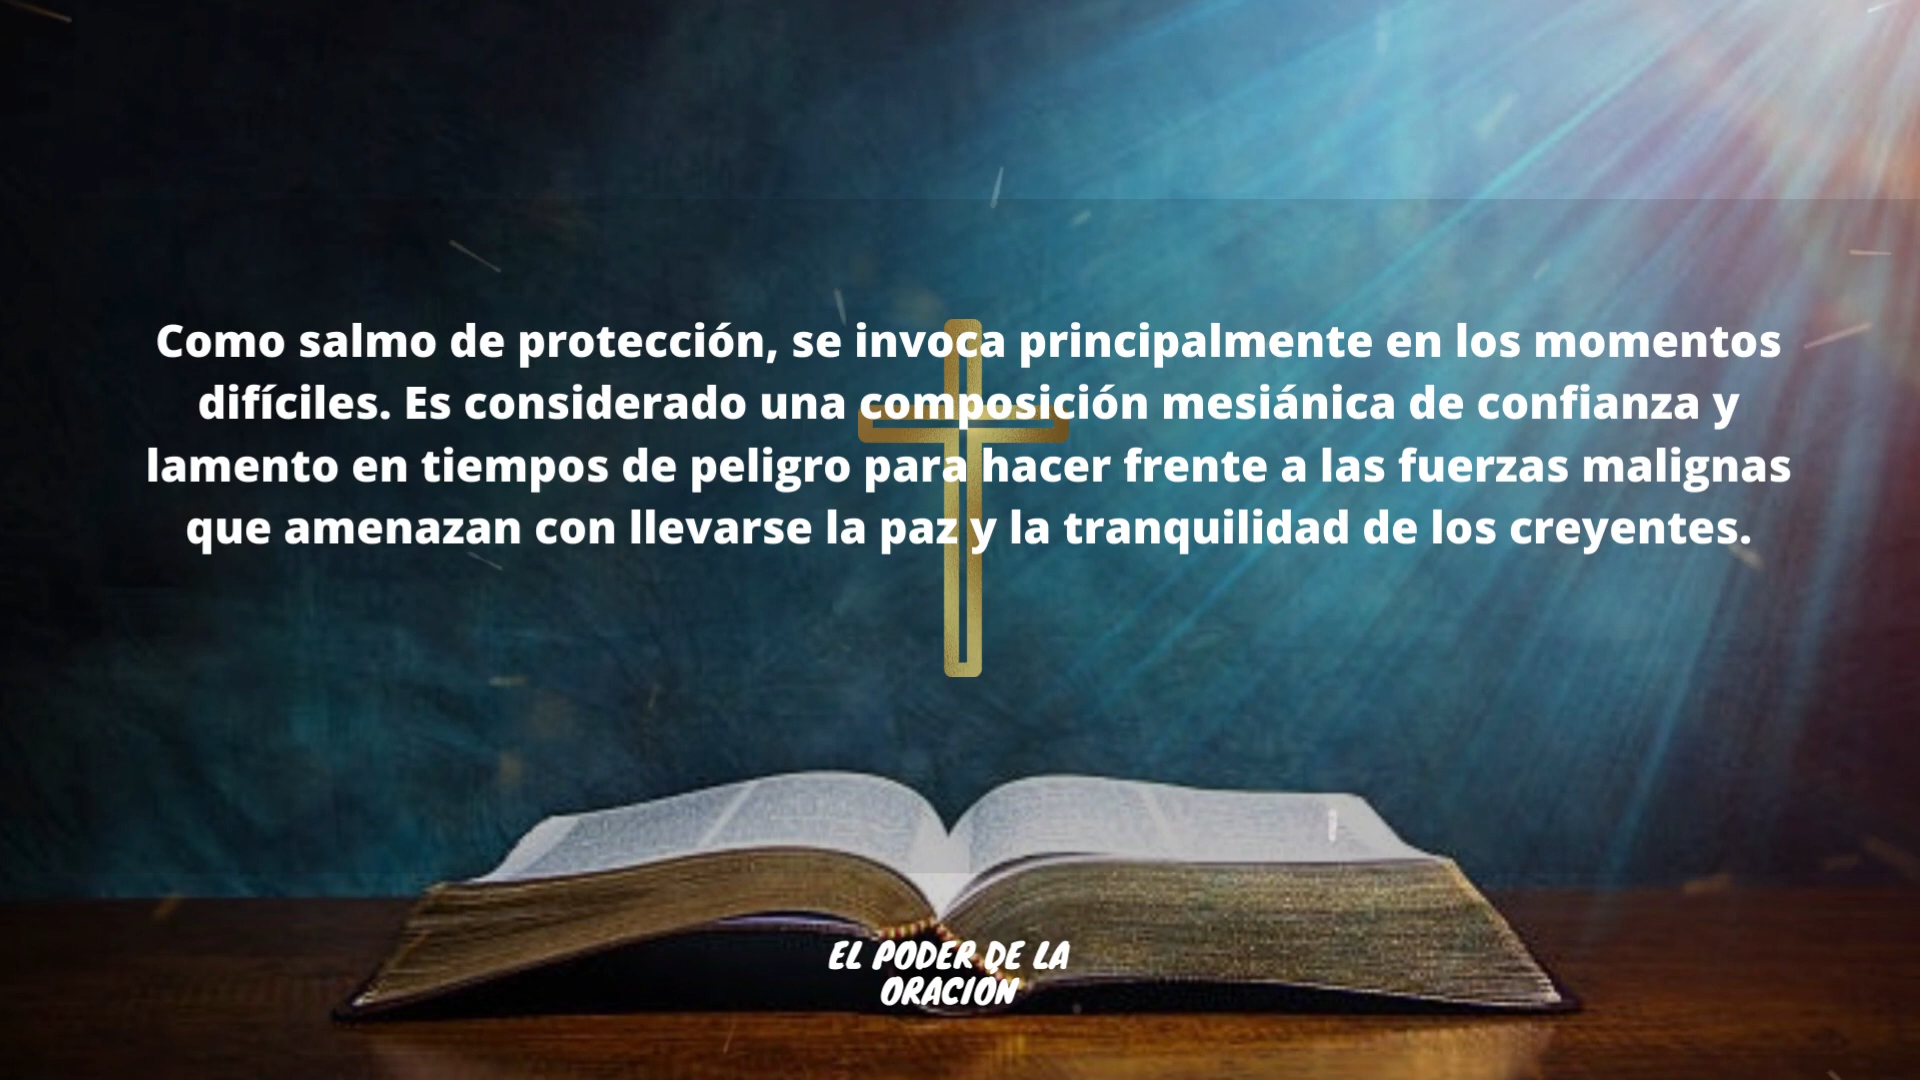 Como salmo de protección, se invoca principalmente en los momentos
difíciles. Es considerado una composición mesiánica de confianza y
lamento en tiempos de peligro para hacer frente a las fuerzas malignas
que amenazan con llevarse la paz y la tranquilidad de los creyentes.
EL PODER DE LA
ORACIÓN